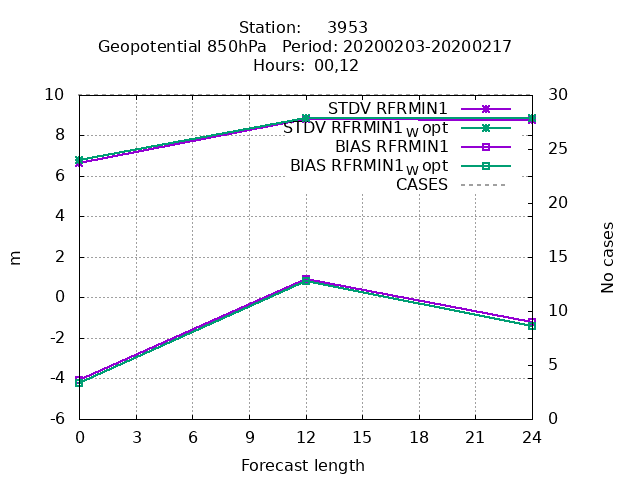 Station: 3953
Geopotential 850hPa Period: 20200203-20200217
Hours: 00,12
STDV RFRMIN1
STDV RFRMIN1w opt
BIAS RFRMIN1
BIAS RFRMIN1w opt
CASES
10
8
6
4
2
0
-2
-4
-6
m
30
25
20
15
10
5
0
No cases
0 3 6 9 12 15 18 21 24
Forecast length